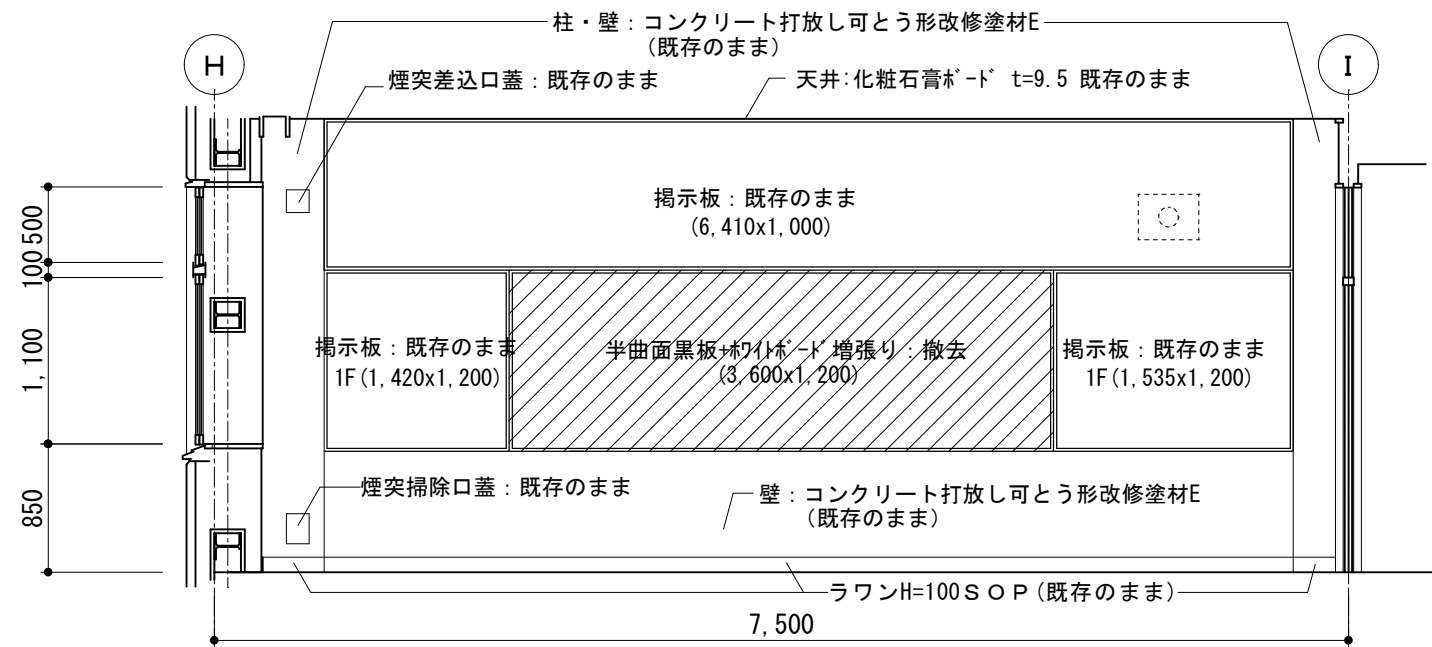 柱・壁：コンクリート打放し可とう形改修塗材E
(既存のまま)
H
I
煙突差込口蓋：既存のまま
天井:化粧石膏ﾎﾞｰﾄﾞ t=9.5 既存のまま
掲示板：既存のまま
(6,410x1,000)
500
100
1,100
850
掲示板：既存のまま
1F(1,420x1,200)
半曲面黒板+ﾎﾜｲﾄﾎﾞｰﾄﾞ増張り：撤去
(3,600x1,200)
掲示板：既存のまま
1F(1,535x1,200)
煙突掃除口蓋：既存のまま
壁：コンクリート打放し可とう形改修塗材E
(既存のまま)
ラワンH=100ＳＯＰ(既存のまま)
7,500